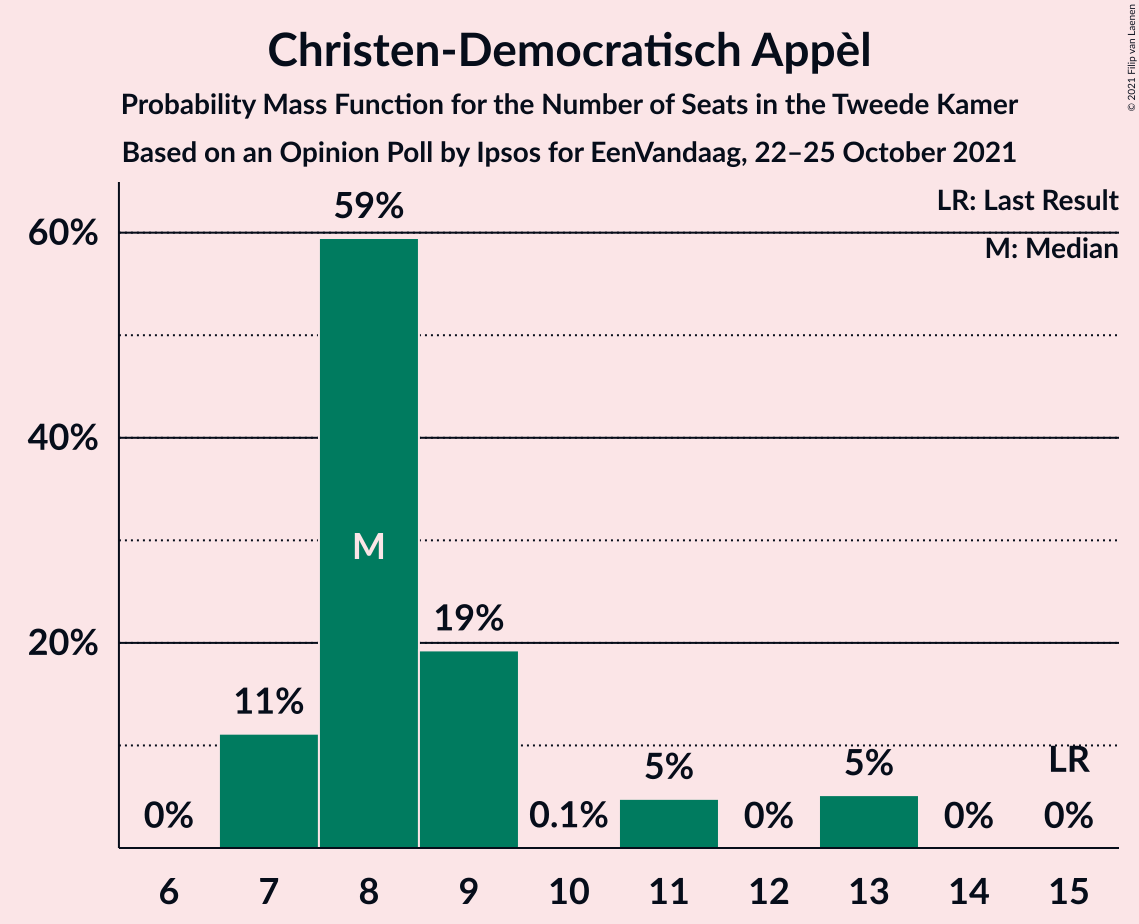 Christen-Democratisch Appèl
Probability Mass Function for the Number of Seats in the Tweede Kamer
Based on an Opinion Poll by Ipsos for EenVandaag, 22–25 October 2021
© 2021 Filip van Laenen
LR: Last Result
M: Median
60%
40%
20%
0%
11%
59%
M
19%
0.1%
5%
0%
5%
0%
LR
0%
6 7 8 9 10 11 12 13 14 15